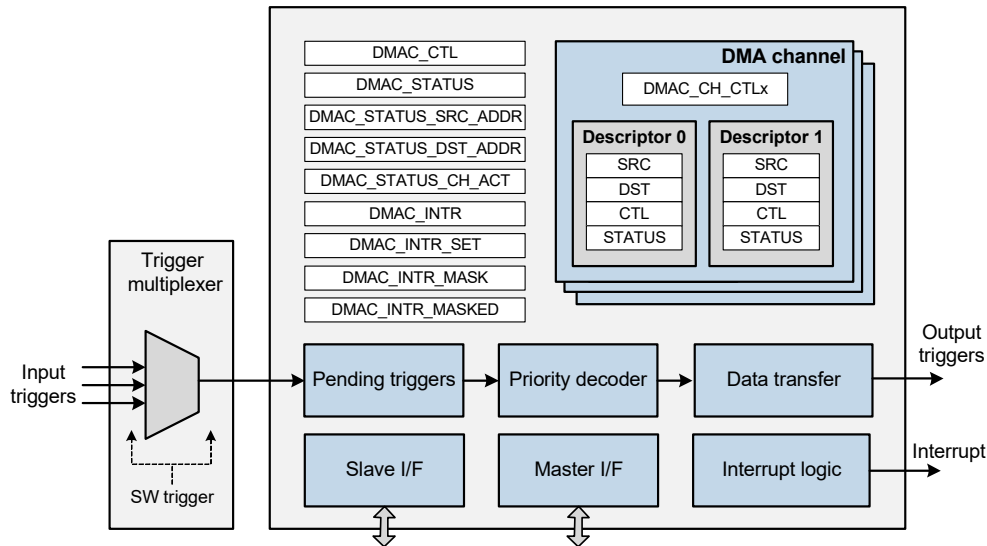 DMAC_CTL
DMAC_STATUS
DMAC_STATUS_SRC_ADDR
DMAC_STATUS_DST_ADDR
DMAC_STATUS_CH_ACT
DMAC_INTR
DMAC_INTR_SET
DMAC_INTR_MASK
DMAC_INTR_MASKED
DMA channel
DMAC_CH_CTLx
Descriptor 0
SRC
DST
CTL
STATUS
Descriptor 1
SRC
DST
CTL
STATUS
Trigger
multiplexer
Input
triggers
SW trigger
Pending triggers
Priority decoder
Data transfer
Output
triggers
Slave I/F
Master I/F
Interrupt logic
Interrupt